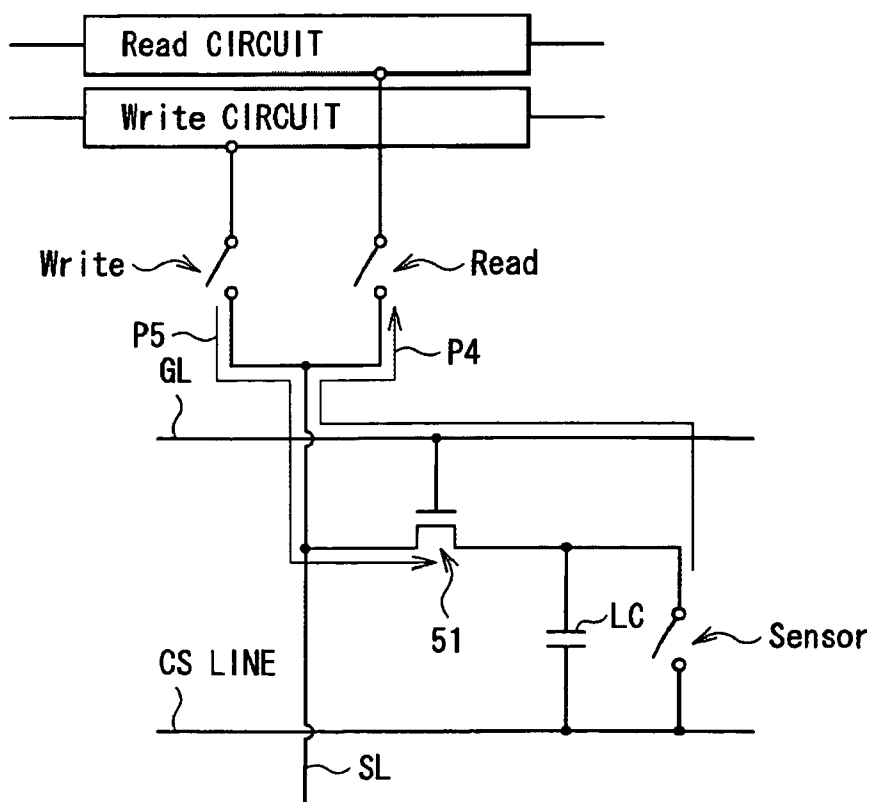 Read CIRCUIT
Write CIRCUIT
Write
Read
P5
P4
GL
51
LC
Sensor
CS LINE
SL